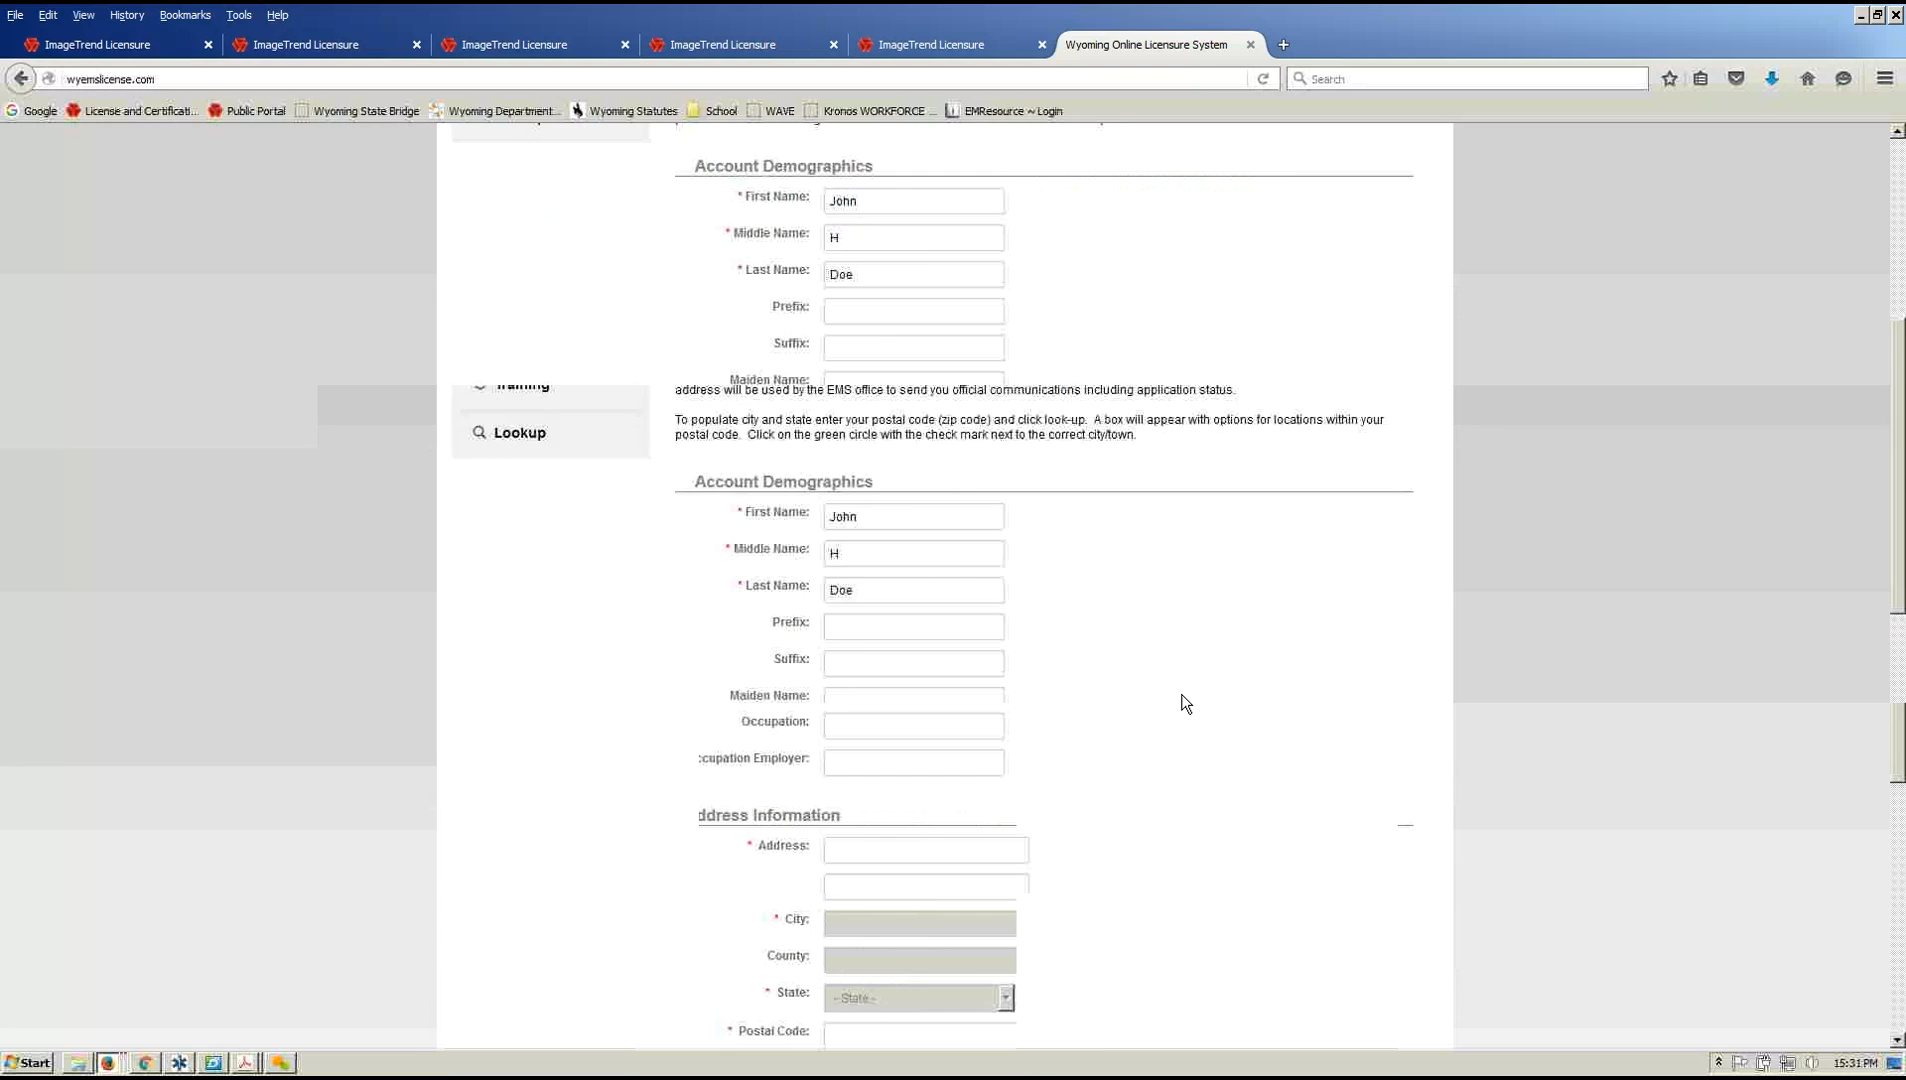 File Edit View History Bookmarks Tools Help
ImageTrend Licensure ImageTrend Licensure ImageTrend Licensure ImageTrend Licensure ImageTrend Licensure Wyoming Online Licensure System
wyemslicense.com Search
Google License and Certificati... Public Portal Wyoming State Bridge Wyoming Department... Wyoming Statutes School WAVE Kronos WORKFORCE ... EMResource ~ Login
Account Demographics
* First Name: John
* Middle Name: H
* Last Name: Doe
Prefix:
Suffix:
Maiden Name:
Training
address will be used by the EMS office to send you official communications including application status.
To populate city and state enter your postal code (zip code) and click look-up. A box will appear with options for locations within your
Lookup
postal code. Click on the green circle with the check mark next to the correct city/town.
Account Demographics
* First Name: John
* Middle Name: H
* Last Name: Doe
Prefix:
Suffix:
Maiden Name:
Occupation:
ccupation Employer:
ddress Information
* Address:
* City:
County:
* State: - State -
* Postal Code:
Start 15:31 PM